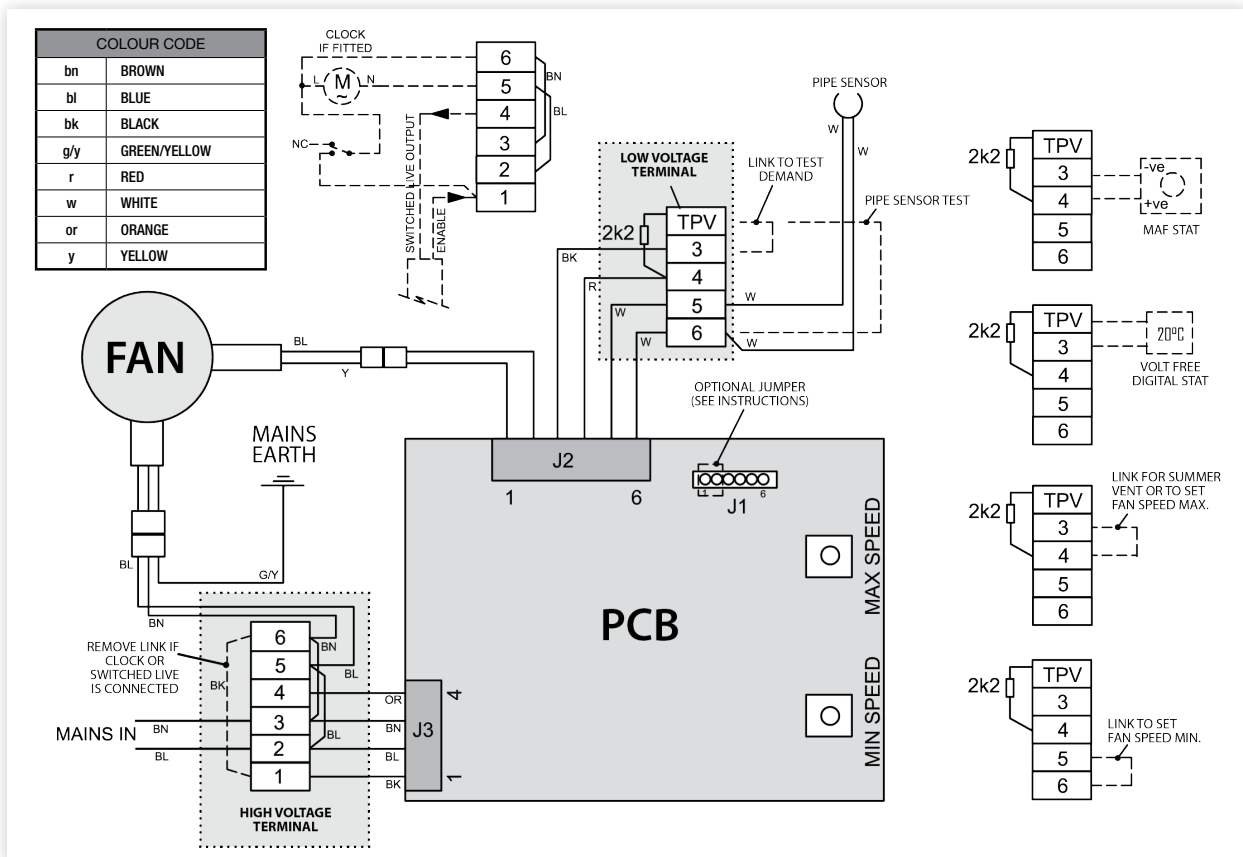 COLOUR CODE
bn BROWN
bl BLUE
bk BLACK
g/y GREEN/YELLOW
r RED
w WHITE
or ORANGE
y YELLOW
CLOCK
IF FITTED
L
M
~
N
NC
6
5
4
3
2
1
BN
BL
SWITCHED LIVE OUTPUT
ENABLE
PIPE SENSOR
W
W
LOW VOLTAGE
TERMINAL
LINK TO TEST
DEMAND
PIPE SENSOR TEST
2k2
TPV
3
4
5
6
BK
R
W
W
W
W
2k2
TPV
3
4
5
6
-ve
+ve
MAF STAT
2k2
TPV
3
4
5
6
20ºC
VOLT FREE
DIGITAL STAT
2k2
TPV
3
4
5
6
LINK FOR SUMMER
VENT OR TO SET
FAN SPEED MAX.
2k2
TPV
3
4
5
6
LINK TO SET
FAN SPEED MIN.
FAN
BL
Y
MAINS
EARTH
BL
G/Y
BN
OPTIONAL JUMPER
(SEE INSTRUCTIONS)
J2
1
6
1
6
J1
MAX SPEED
PCB
MIN SPEED
REMOVE LINK IF
CLOCK OR
SWITCHED LIVE
IS CONNECTED
BK
6
5
4
3
2
1
BN
BL
BL
MAINS IN
BN
BL
OR
BN
BL
BK
J3
4
1
HIGH VOLTAGE
TERMINAL